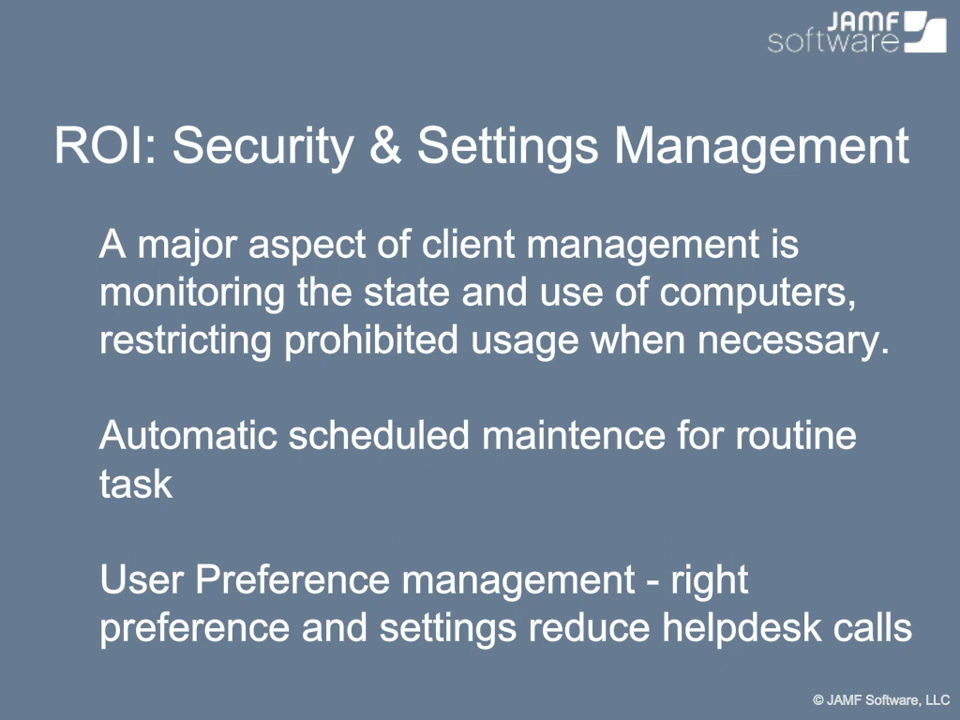 JAMF
software
ROI: Security & Settings Management
A major aspect of client management is
monitoring the state and use of computers,
restricting prohibited usage when necessary.
Automatic scheduled maintence for routine
task
User Preference management - right
preference and settings reduce helpdesk calls
© JAMF Software, LLC